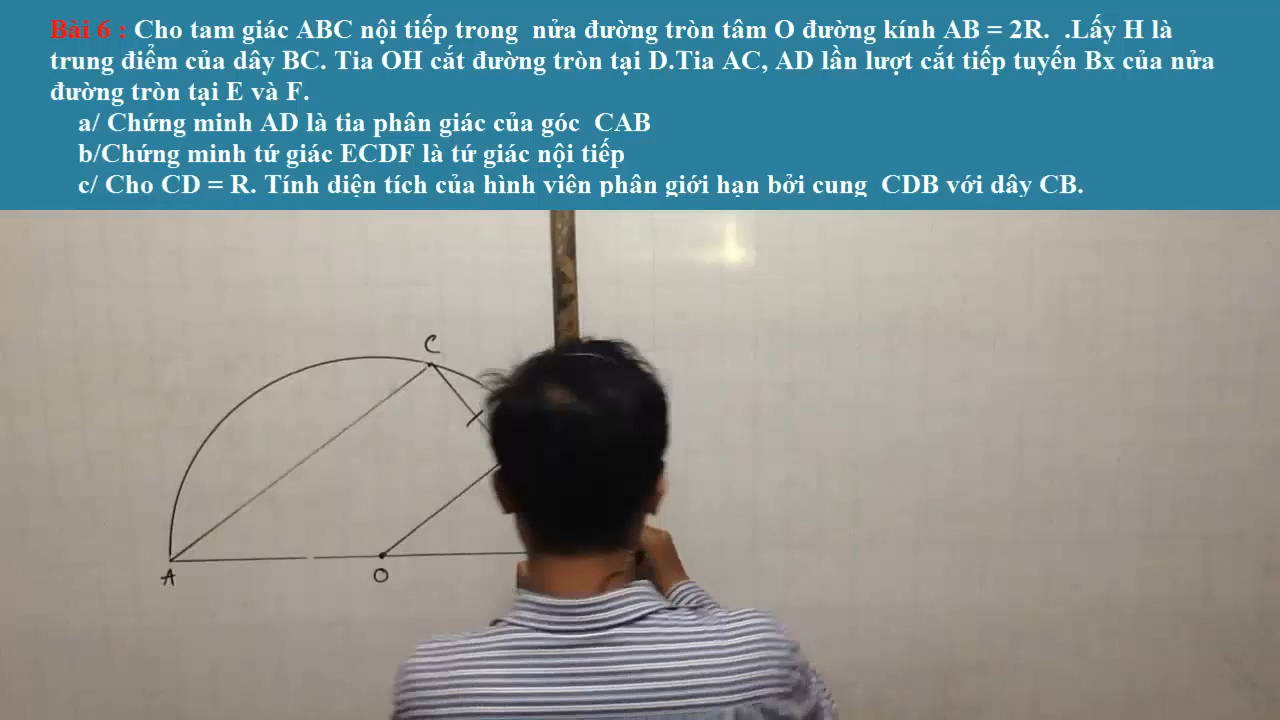 Bài 6 : Cho tam giác ABC nội tiếp trong nửa đường tròn tâm O đường kính AB = 2R. .Lấy H là
trung điểm của dây BC. Tia OH cắt đường tròn tại D.Tia AC, AD lần lượt cắt tiếp tuyến Bx của nửa
đường tròn tại E và F.
a/ Chứng minh AD là tia phân giác của góc CAB
b/Chứng minh tứ giác ECDF là tứ giác nội tiếp
c/ Cho CD = R. Tính diện tích của hình viên phân giới hạn bởi cung CDB với dây CB.
C
A
O